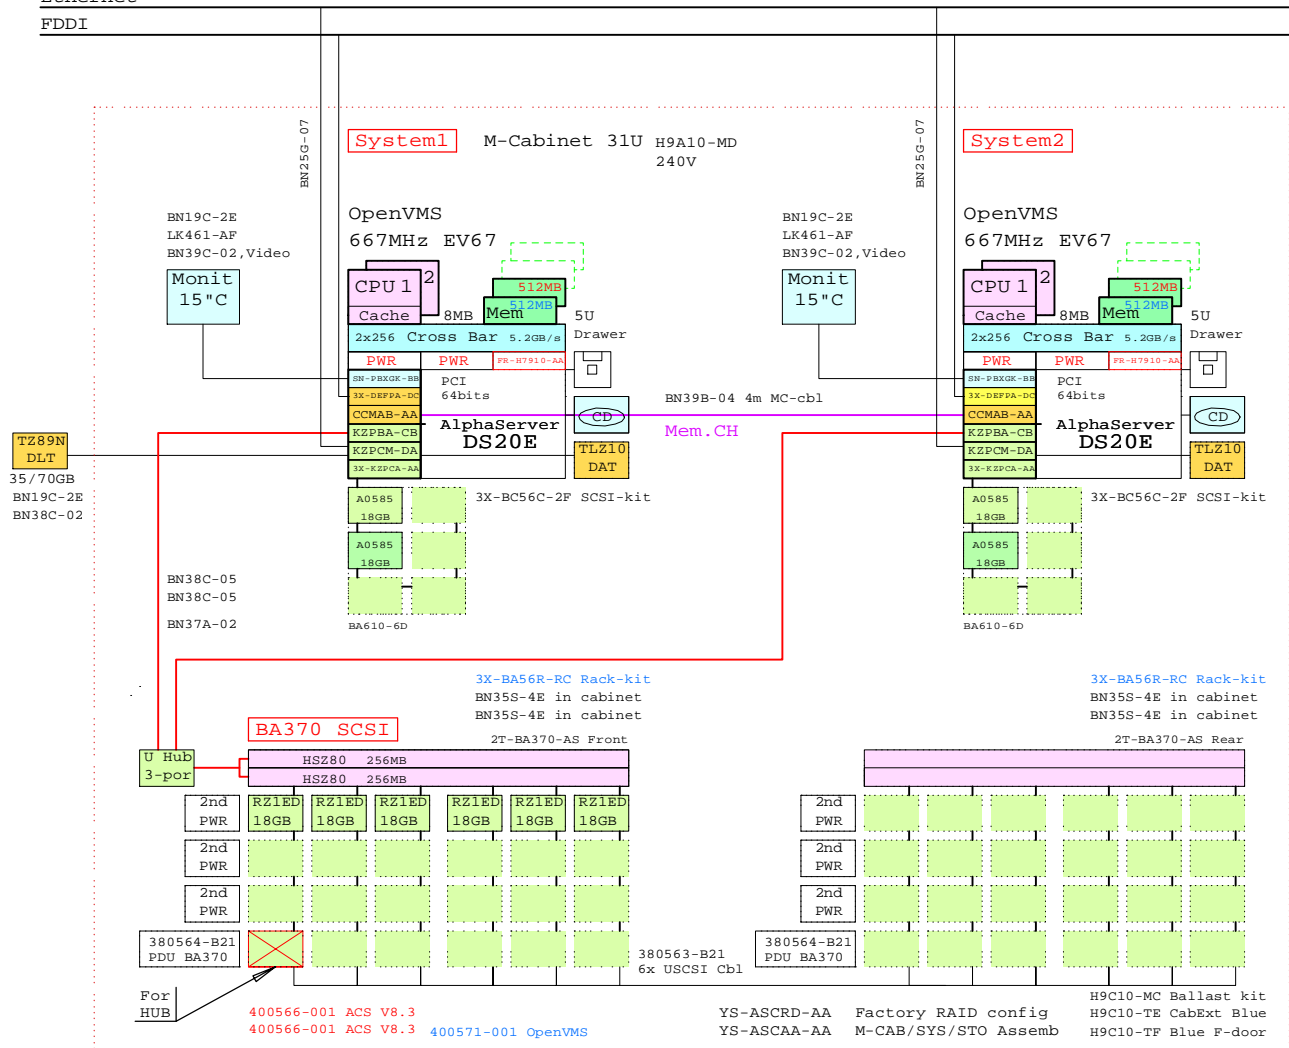 FDDI
BN25G-07
System1
M-Cabinet 31U H9A10-MD
240V
BN25G-07
System2
BN19C-2E
LK461-AF
BN39C-02,Video
Monit
15"C
OpenVMS
667MHz EV67
CPU 1
2
Cache
8MB
512MB
512MB
Mem
5U
Drawer
2x256 Cross Bar 5.2GB/s
PWR
PWR
FR-H7910-AA
SN-PBXGK-BB
3X-DEFPA-DC
CCMAB-AA
KZPBA-CB
KZPCM-DA
3X-KZPCA-AA
PCI
64bits
AlphaServer
DS20E
CD
TLZ10
DAT
BN39B-04 4m MC-cbl
Mem.CH
TZ89N
DLT
35/70GB
BN19C-2E
BN38C-02
A0585
18GB
A0585
18GB
3X-BC56C-2F SCSI-kit
BA610-6D
BN19C-2E
LK461-AF
BN39C-02,Video
Monit
15"C
OpenVMS
667MHz EV67
CPU 1
2
Cache
8MB
512MB
512MB
Mem
5U
Drawer
2x256 Cross Bar 5.2GB/s
PWR
PWR
FR-H7910-AA
SN-PBXGK-BB
3X-DEFPA-DC
CCMAB-AA
KZPBA-CB
KZPCM-DA
3X-KZPCA-AA
PCI
64bits
AlphaServer
DS20E
CD
TLZ10
DAT
A0585
18GB
A0585
18GB
3X-BC56C-2F SCSI-kit
BA610-6D
BN38C-05
BN38C-05
BN37A-02
3X-BA56R-RC Rack-kit
BN35S-4E in cabinet
BN35S-4E in cabinet
BA370 SCSI
2T-BA370-AS Front
U Hub
3-por
HSZ80 256MB
HSZ80 256MB
2nd
PWR
RZ1ED RZ1ED RZ1ED RZ1ED RZ1ED RZ1ED
18GB 18GB 18GB 18GB 18GB 18GB
2nd
PWR
2nd
PWR
380564-B21
PDU BA370
For
HUB
380563-B21
6x USCSI Cbl
3X-BA56R-RC Rack-kit
BN35S-4E in cabinet
BN35S-4E in cabinet
2T-BA370-AS Rear
2nd
PWR
2nd
PWR
2nd
PWR
380564-B21
PDU BA370
400566-001 ACS V8.3
400566-001 ACS V8.3
400571-001 OpenVMS
YS-ASCRD-AA Factory RAID config
YS-ASCAA-AA M-CAB/SYS/STO Assemb
H9C10-MC Ballast kit
H9C10-TE CabExt Blue
H9C10-TF Blue F-door